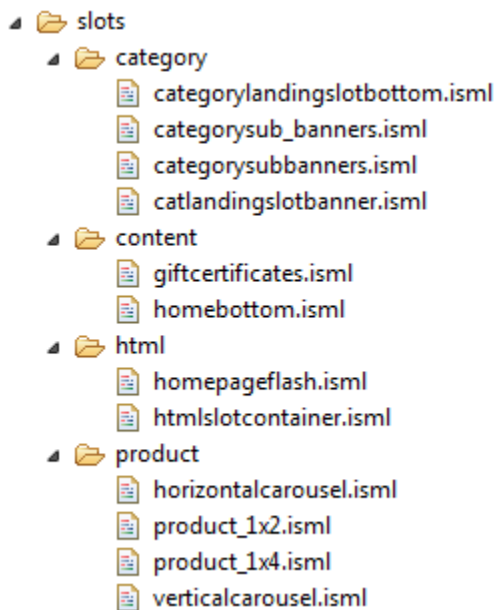 slots
category
categorylandingslotbottom.isml
categorysub_banners.isml
categorysubbanners.isml
catlandingslotbanner.isml
content
giftcertificates.isml
homebottom.isml
html
homepageflash.isml
htmlslotcontainer.isml
product
horizontalcarousel.isml
product_1x2.isml
product_1x4.isml
verticalcarousel.isml